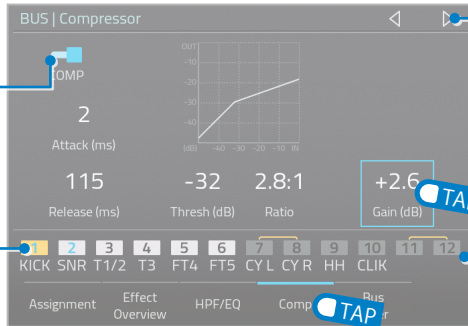 BUS | Compressor
COMP
OUT
-10
-20
-30
-40
(dB) -40 -30 -20 -10 IN
2
Attack (ms)
115 -32 2.8:1 +2.6
Release (ms) Thresh (dB) Ratio Gain (dB)
TAP
1 2 3 4 5 6 7 8 9 10 11 12
KICK SNR T1/2 T3 FT4 FT5 CY L CY R HH CLIK
Assignment Effect Overview HPF/EQ Comp Bus
TAP